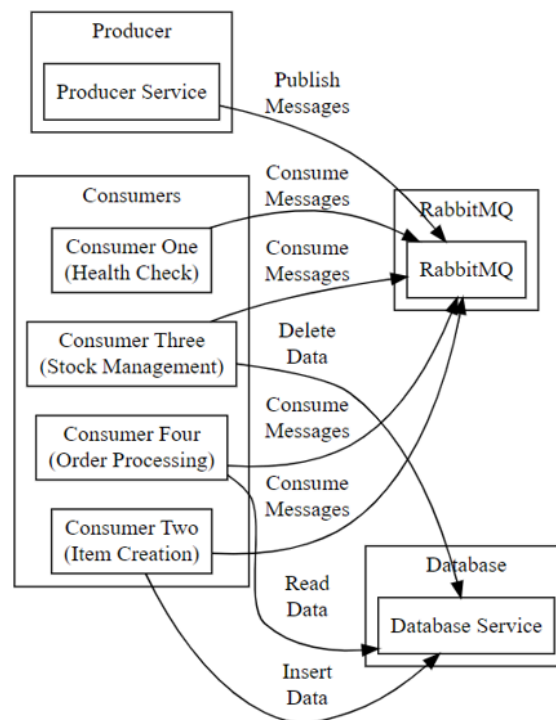 Producer
Producer Service
Publish
Messages
Consumers
Consume
Messages
Consumer One
(Health Check)
RabbitMQ
RabbitMQ
Consume
Messages
Consumer Three
(Stock Management)
Delete
Data
Consumer Four
(Order Processing)
Consume
Messages
Consume
Messages
Consumer Two
(Item Creation)
Database
Database Service
Read
Data
Insert
Data